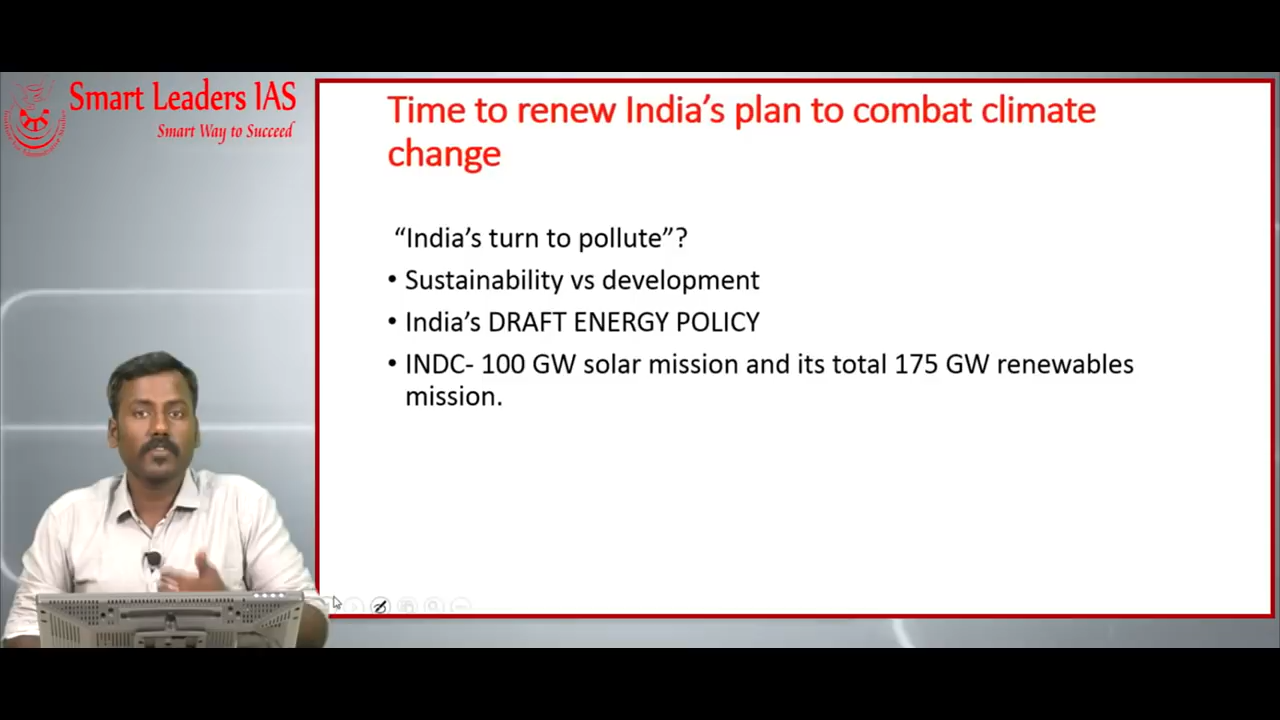 Smart Leaders IAS
Smart Way to Succeed
Time to renew India’s plan to combat climate
change
“India’s turn to pollute”?
• Sustainability vs development
• India’s DRAFT ENERGY POLICY
• INDC- 100 GW solar mission and its total 175 GW renewables
mission.